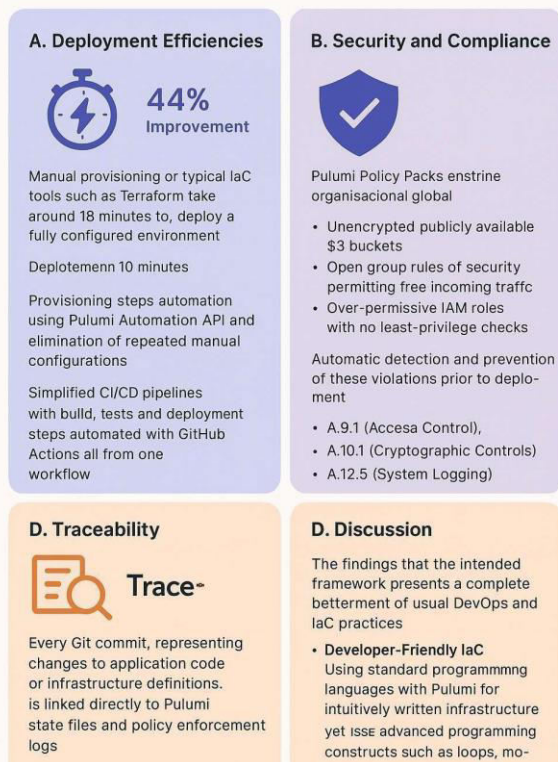 A. Deployment Efficiencies
44%
Improvement
Manual provisioning or typical IaC
tools such as Terraform take
around 18 minutes to, deploy a
fully configured environment
Deplotemenn 10 minutes
Provisioning steps automation
using Pulumi Automation API and
elimination of repeated manual
configurations
Simplified CI/CD pipelines
with build, tests and deployment
steps automated with GitHub
Actions all from one
workflow
B. Security and Compliance
Pulumi Policy Packs enstrine
organisacional global
• Unencrypted publicly available
$3 buckets
• Open group rules of security
permitting free incoming traffc
• Over-permissive IAM roles
with no least-privilege checks
Automatic detection and prevention
of these violations prior to deplo-
ment
• A.9.1 (Accesa Control),
• A.10.1 (Cryptographic Controls)
• A.12.5 (System Logging)
D. Traceability
Trace
Every Git commit, representing
changes to application code
or infrastructure definitions.
is linked directly to Pulumi
state files and policy enforcement
logs
D. Discussion
The findings that the intended
framework presents a complete
betterment of usual DevOps and
IaC practices
• Developer-Friendly IaC
Using standard programmmng
languages with Pulumi for
intuitively written infrastructure
yet ISSE advanced programming
constructs such as loops, mo-